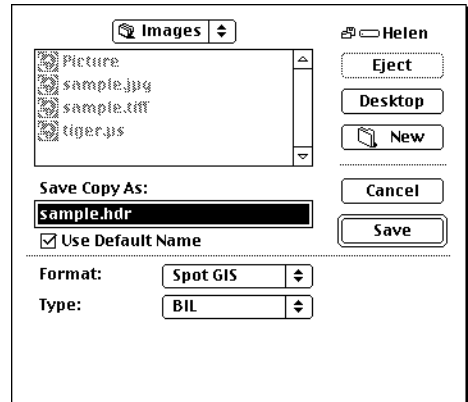 Images
Helen
Picture
sample.jpg
sample.tiff
tiger.ps
Eject
Desktop
New
Save Copy As:
sample.hdr
Use Default Name
Cancel
Save
Format: Spot GIS
Type: BIL